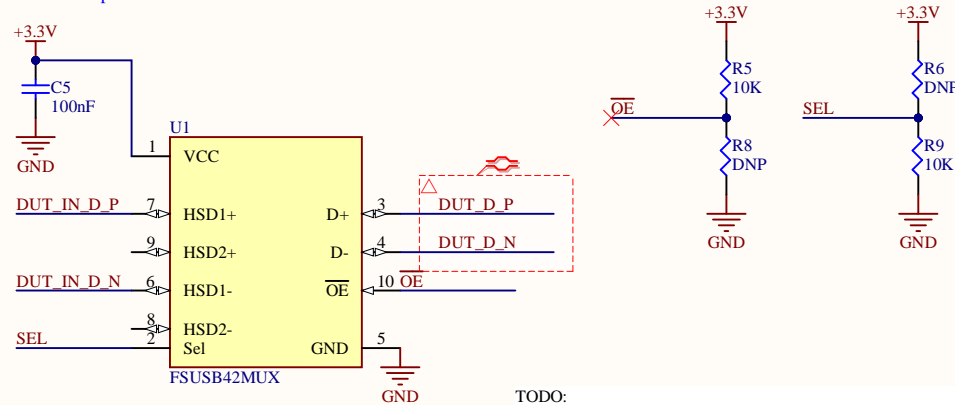 +3.3V
C5
100nF
GND
U1
1
VCC
DUT_IN_D_P
7
HSD1+
9
HSD2+
DUT_IN_D_N
6
HSD1-
8
HSD2-
SEL
2
Sel
D+
3
DUT_D_P
D-
4
DUT_D_N
OE
10
OE
GND
5
GND
FSUSB42MUX
+3.3V
R5
10K
OE
R8
DNP
GND
+3.3V
R6
DNP
SEL
R9
10K
GND
TODO: